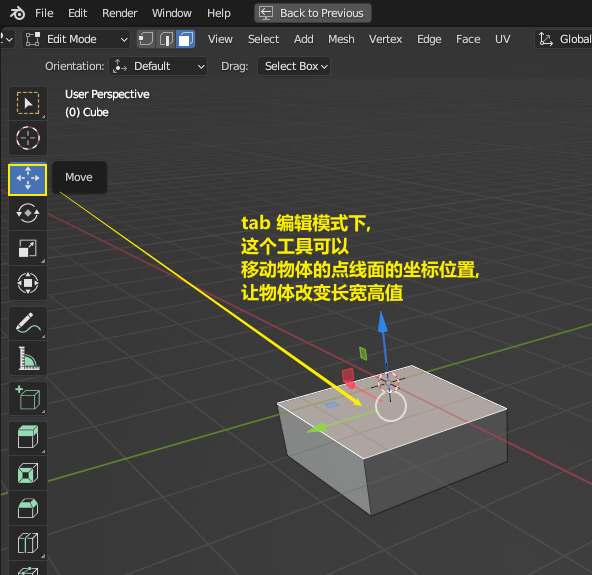 File Edit Render Window Help Back to Previous
Edit Mode View Select Add Mesh Vertex Edge Face UV Global
Orientation: Default Drag: Select Box
User Perspective
(0) Cube
Move
tab 编辑模式下,
这个工具可以
移动物体的点线面的坐标位置,
让物体改变长宽高值